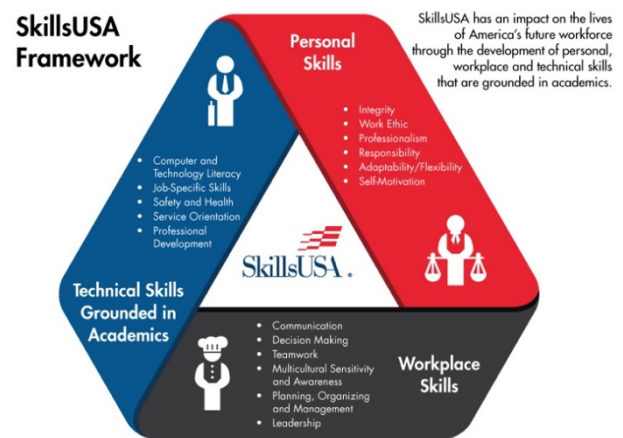 SkillsUSA
Framework
SkillsUSA has an impact on the lives
of America's future workforce
through the development of personal,
workplace and technical skills
that are grounded in academics.
Personal
Skills
• Integrity
• Work Ethic
• Professionalism
• Responsibility
• Adaptability/Flexibility
• Self-Motivation
• Computer and
Technology Literacy
• Job-Specific Skills
• Safety and Health
• Service Orientation
• Professional
Development
Technical Skills
Grounded in
Academics
SkillsUSA®
• Communication
• Decision Making
• Teamwork
• Multicultural Sensitivity
and Awareness
• Planning, Organizing
and Management
• Leadership
Workplace
Skills